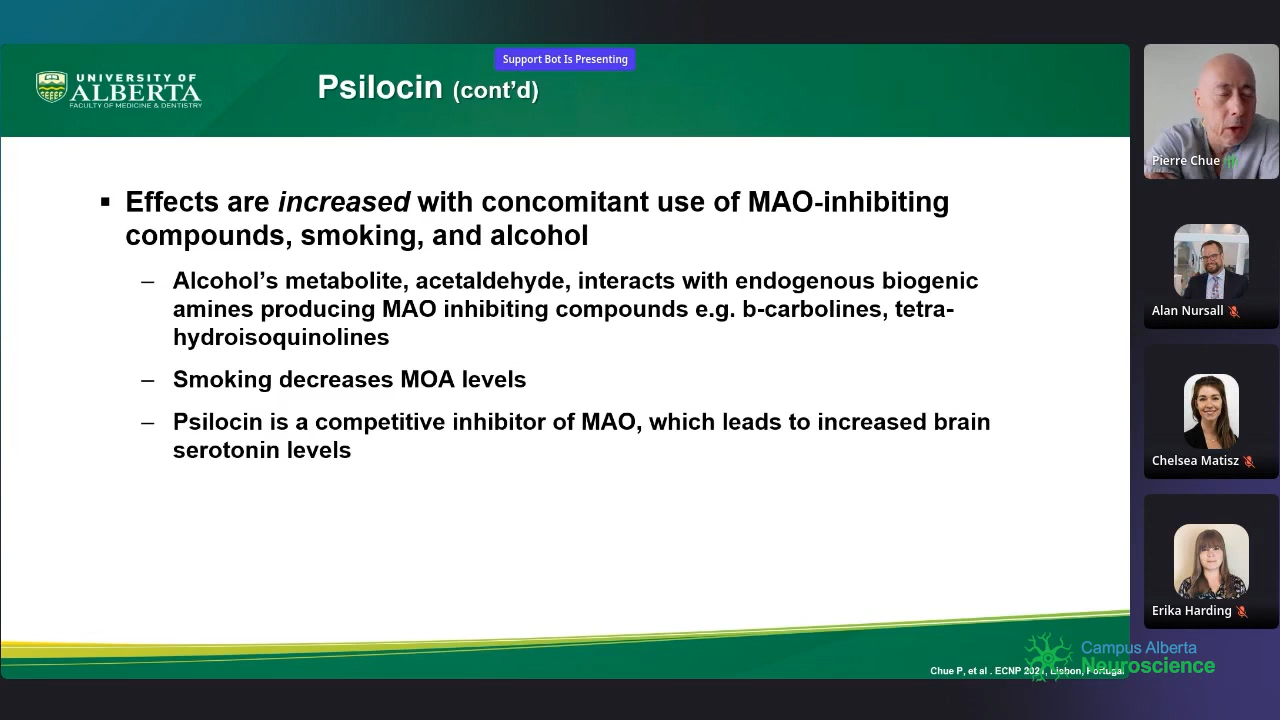 Support Bot Is Presenting
UNIVERSITY OF
ALBERTA
FACULTY OF MEDICINE & DENTISTRY
Psilocin (cont'd)
▪ Effects are increased with concomitant use of MAO-inhibiting
compounds, smoking, and alcohol
– Alcohol's metabolite, acetaldehyde, interacts with endogenous biogenic
amines producing MAO inhibiting compounds e.g. b-carbolines, tetra-
hydroisoquinolines
– Smoking decreases MOA levels
– Psilocin is a competitive inhibitor of MAO, which leads to increased brain
serotonin levels
Chue P, et al . ECNP Lisbon, Portugal
Campus Alberta
Neuroscience
Pierre Chue
Alan Nursall
Chelsea Matisz
Erika Harding